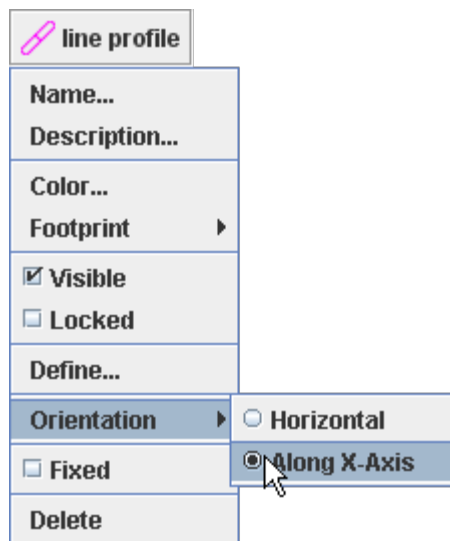 line profile
Name...
Description...
Color...
Footprint
Visible
Locked
Define...
Orientation
Horizontal
Along X-Axis
Fixed
Delete